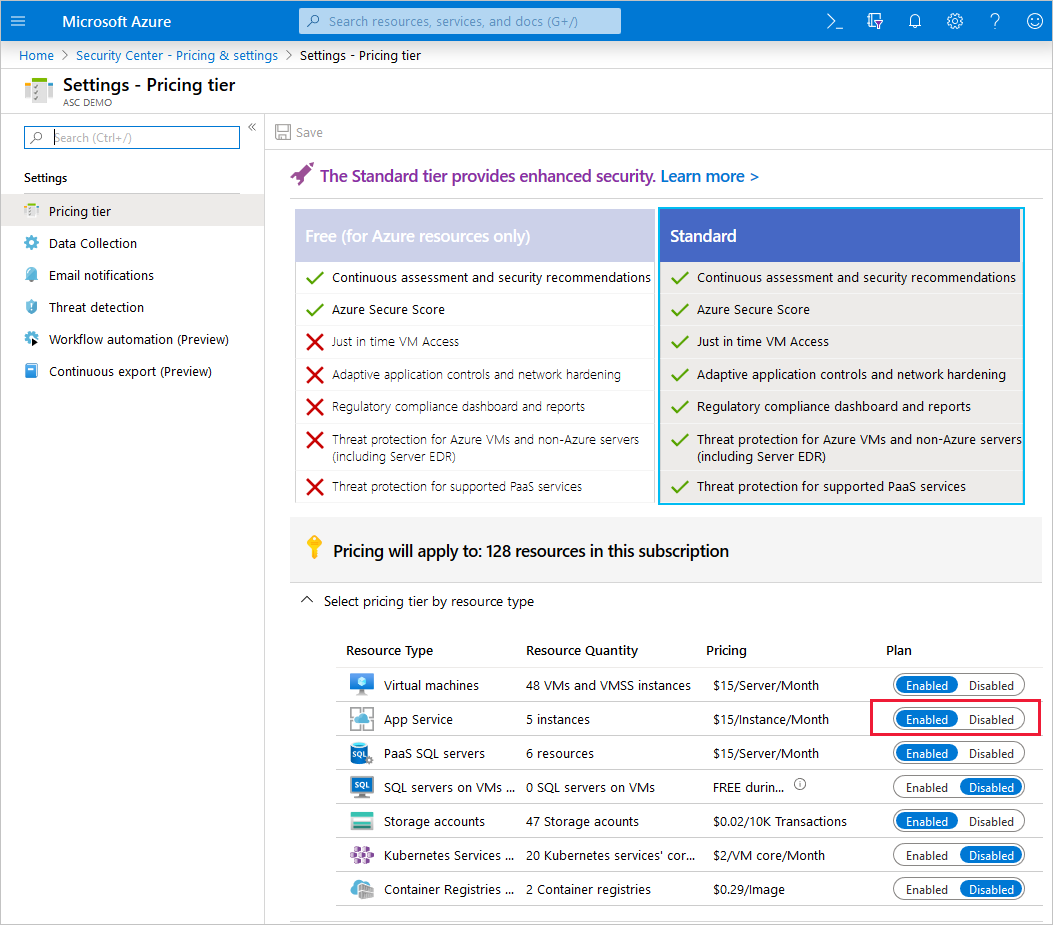 Microsoft Azure
Search resources, services, and docs (G+/)
Home > Security Center - Pricing & settings > Settings - Pricing tier
Settings - Pricing tier
ASC DEMO
Search (Ctrl+/)
«
Settings
Pricing tier
Data Collection
Email notifications
Threat detection
Workflow automation (Preview)
Continuous export (Preview)
Save
The Standard tier provides enhanced security. Learn more >
Free (for Azure resources only)
Continuous assessment and security recommendations
Azure Secure Score
Just in time VM Access
Adaptive application controls and network hardening
Regulatory compliance dashboard and reports
Threat protection for Azure VMs and non-Azure servers
(including Server EDR)
Threat protection for supported PaaS services
Standard
Continuous assessment and security recommendations
Azure Secure Score
Just in time VM Access
Adaptive application controls and network hardening
Regulatory compliance dashboard and reports
Threat protection for Azure VMs and non-Azure servers
(including Server EDR)
Threat protection for supported PaaS services
Pricing will apply to: 128 resources in this subscription
Select pricing tier by resource type
Resource Type Resource Quantity Pricing Plan
Virtual machines 48 VMs and VMSS instances $15/Server/Month Enabled Disabled
App Service 5 instances $15/Instance/Month Enabled Disabled
SQL PaaS SQL servers 6 resources $15/Server/Month Enabled Disabled
SQL SQL servers on VMs ... 0 SQL servers on VMs FREE durin... Enabled Disabled
Storage accounts 47 Storage acounts $0.02/10K Transactions Enabled Disabled
Kubernetes Services ... 20 Kubernetes services' cor... $2/VM core/Month Enabled Disabled
Container Registries ... 2 Container registries $0.29/Image Enabled Disabled